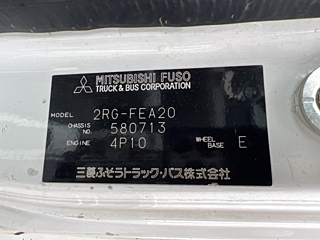 MITSUBISHI FUSO
TRUCK & BUS CORPORATION
MODEL 2RG-FEA20
CHASSIS NO. 580713
ENGINE 4P10 WHEEL BASE E
三菱ふそうトラック・バス株式会社